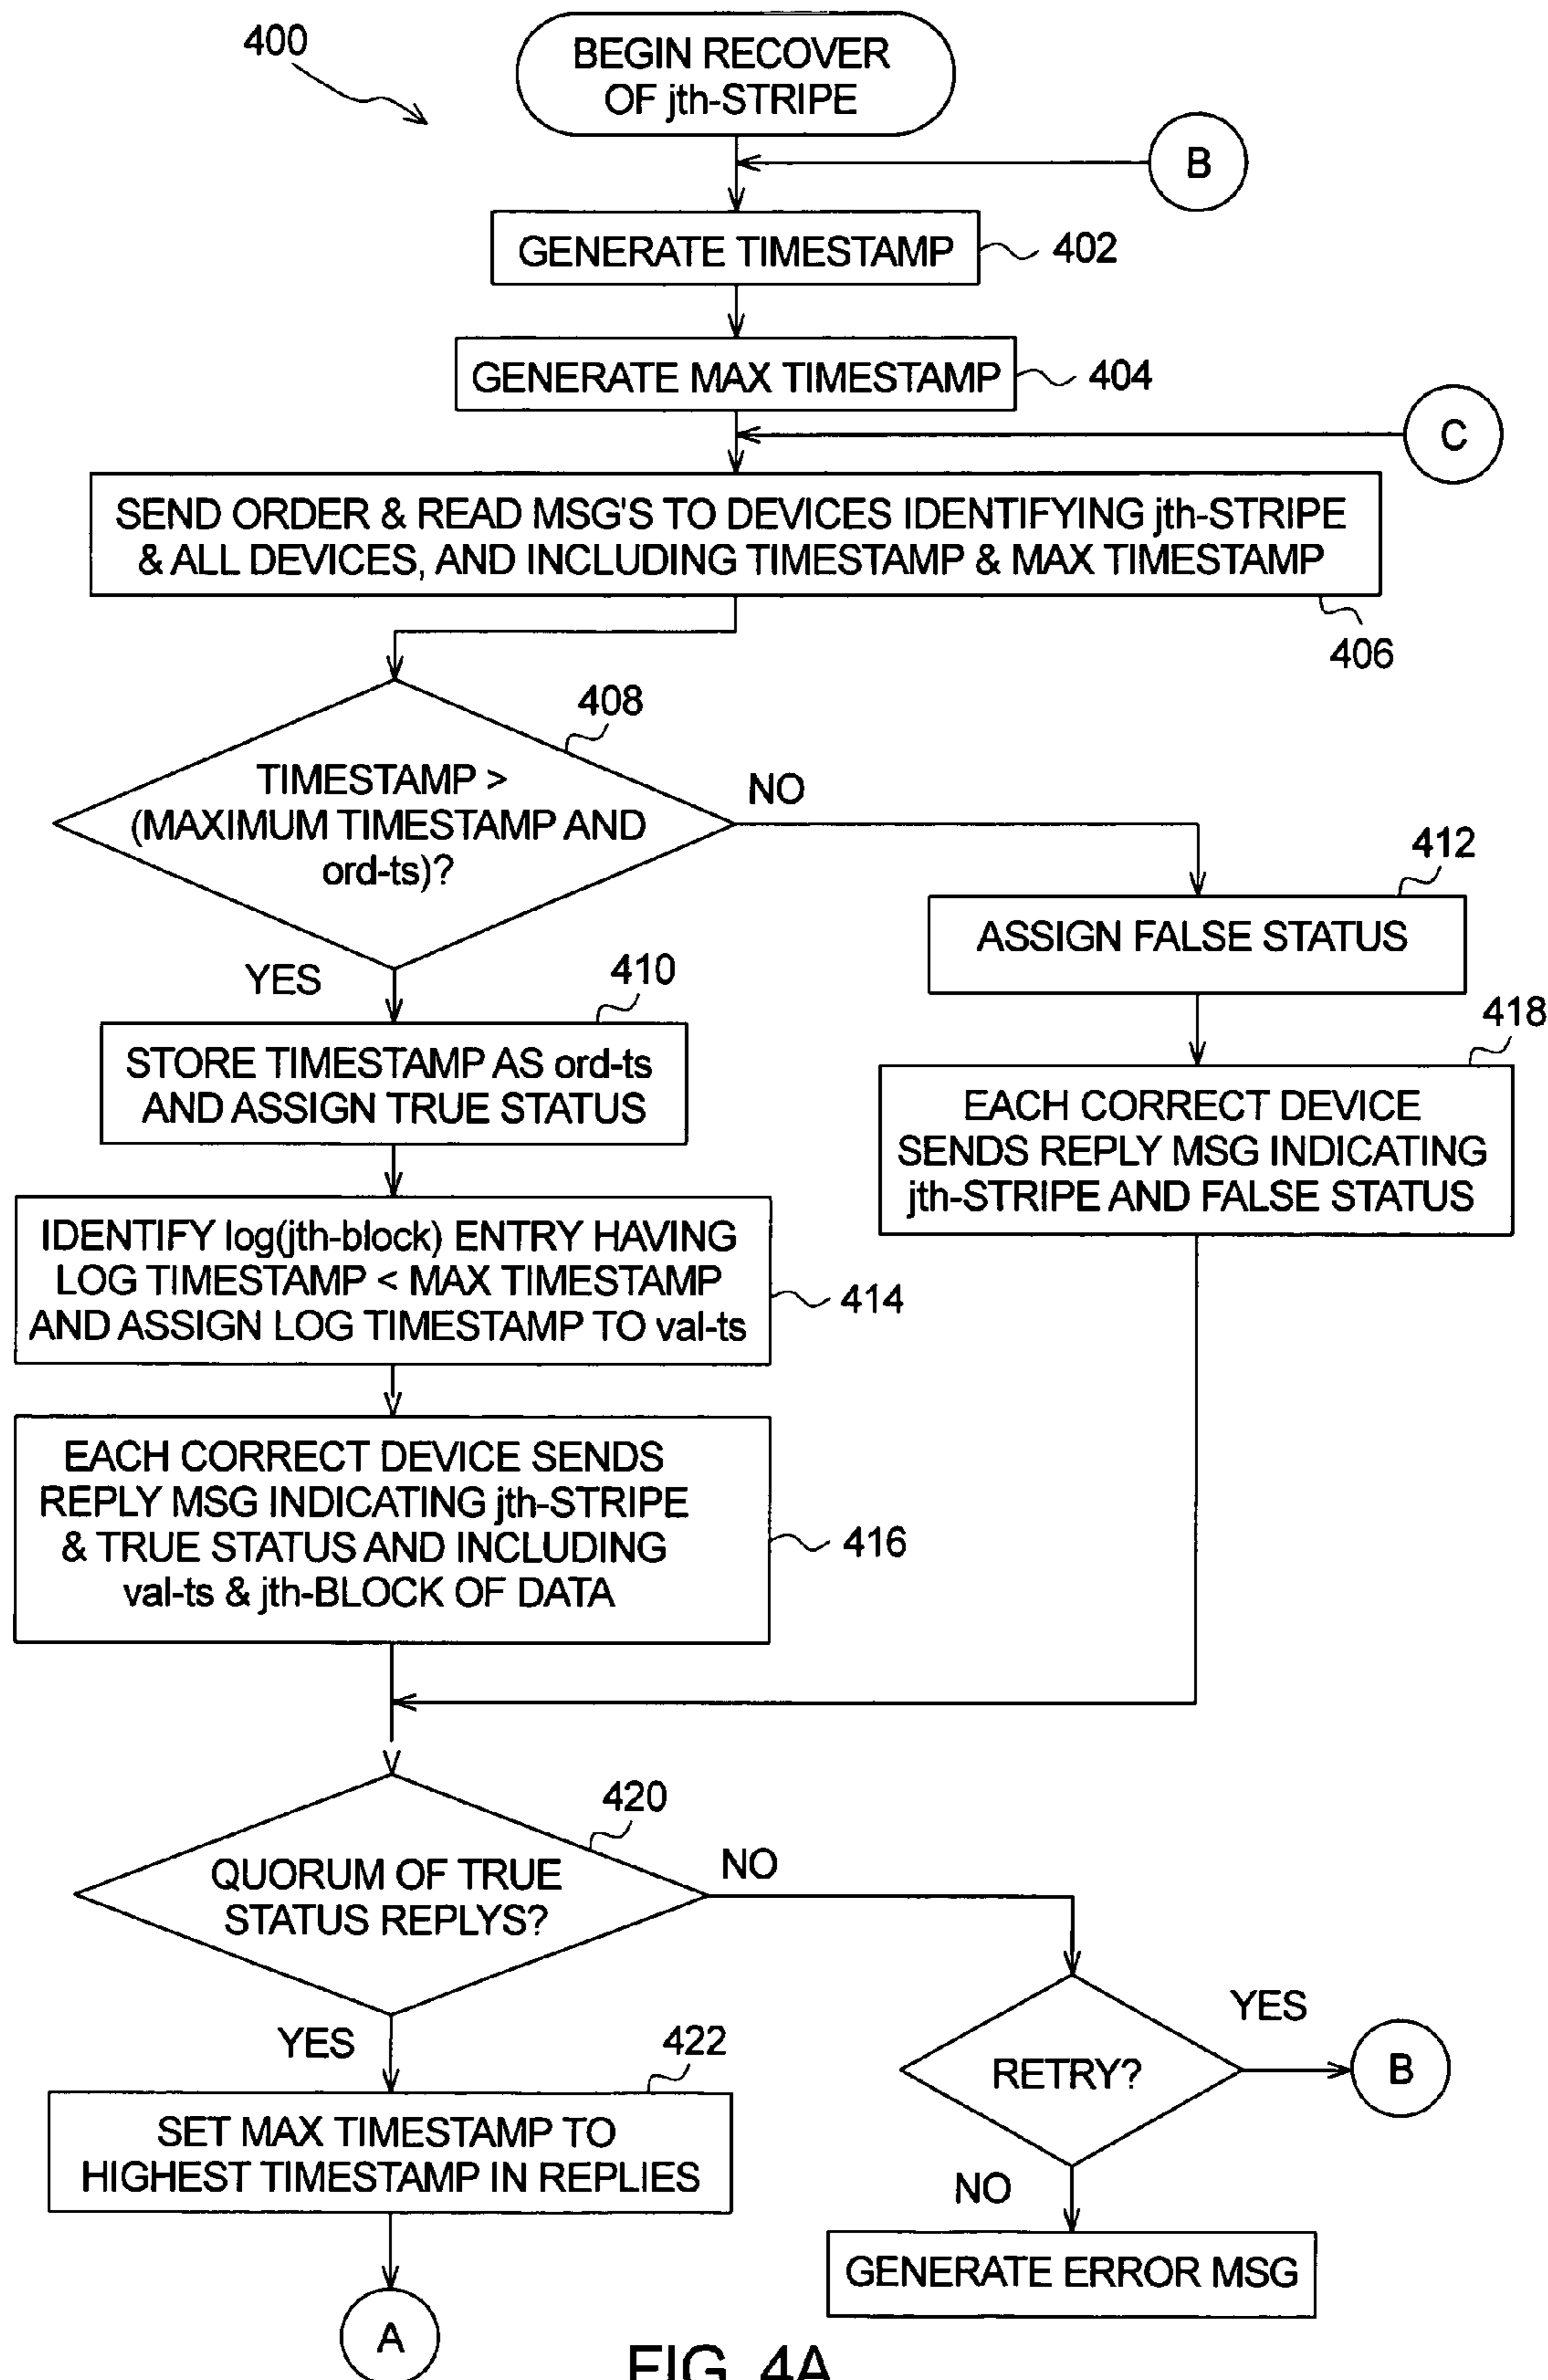 400
BEGIN RECOVER
OF jth-STRIPE
B
GENERATE TIMESTAMP
402
GENERATE MAX TIMESTAMP
404
C
SEND ORDER & READ MSG'S TO DEVICES IDENTIFYING jth-STRIPE
& ALL DEVICES, AND INCLUDING TIMESTAMP & MAX TIMESTAMP
406
408
TIMESTAMP >
(MAXIMUM TIMESTAMP AND
ord-ts)?
NO
412
ASSIGN FALSE STATUS
YES
410
STORE TIMESTAMP AS ord-ts
AND ASSIGN TRUE STATUS
418
EACH CORRECT DEVICE
SENDS REPLY MSG INDICATING
jth-STRIPE AND FALSE STATUS
IDENTIFY log(jth-block) ENTRY HAVING
LOG TIMESTAMP < MAX TIMESTAMP
AND ASSIGN LOG TIMESTAMP TO val-ts
414
EACH CORRECT DEVICE SENDS
REPLY MSG INDICATING jth-STRIPE
& TRUE STATUS AND INCLUDING
val-ts & jth-BLOCK OF DATA
416
420
QUORUM OF TRUE
STATUS REPLYS?
NO
YES
422
SET MAX TIMESTAMP TO
HIGHEST TIMESTAMP IN REPLIES
RETRY?
YES
B
NO
GENERATE ERROR MSG
A
FIG. 4A